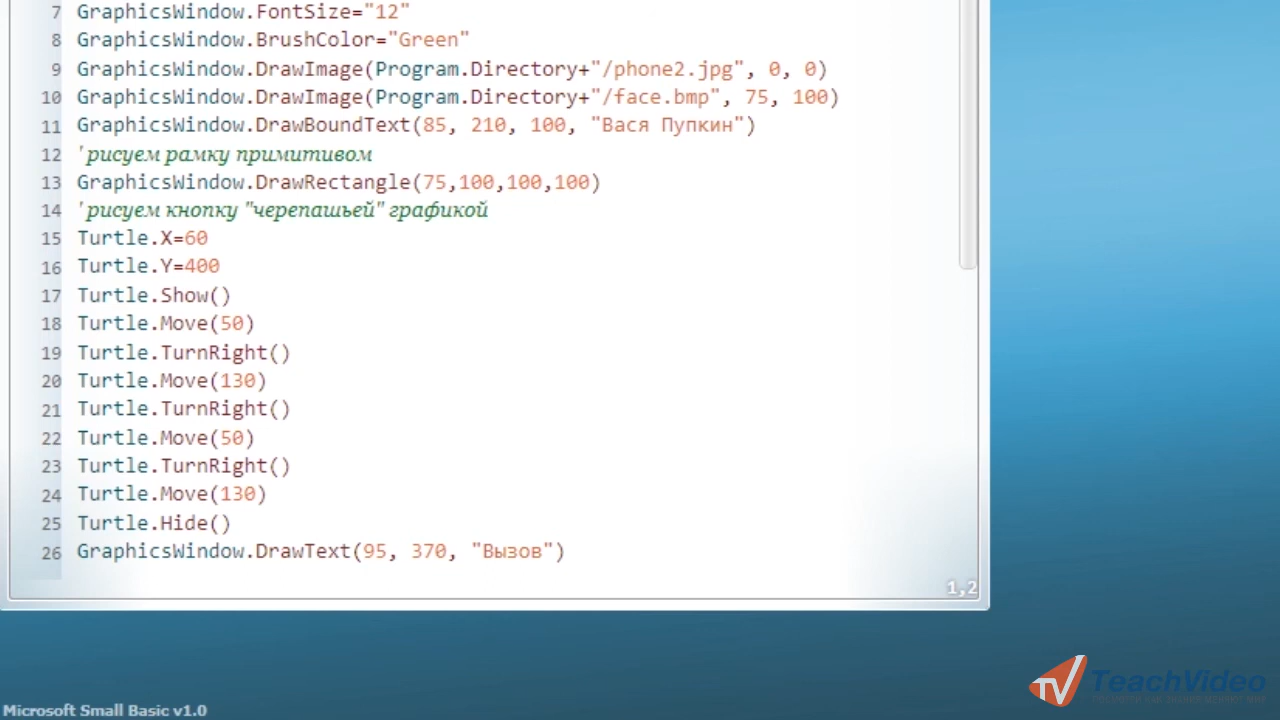 7 GraphicsWindow.FontSize="12"
8 GraphicsWindow.BrushColor="Green"
9 GraphicsWindow.DrawImage(Program.Directory+"/phone2.jpg", 0, 0)
10 GraphicsWindow.DrawImage(Program.Directory+"/face.bmp", 75, 100)
11 GraphicsWindow.DrawBoundText(85, 210, 100, "Вася Пупкин")
12 'рисуем рамку примитивом
13 GraphicsWindow.DrawRectangle(75,100,100,100)
14 'рисуем кнопку "черепашьей" графикой
15 Turtle.X=60
16 Turtle.Y=400
17 Turtle.Show()
18 Turtle.Move(50)
19 Turtle.TurnRight()
20 Turtle.Move(130)
21 Turtle.TurnRight()
22 Turtle.Move(50)
23 Turtle.TurnRight()
24 Turtle.Move(130)
25 Turtle.Hide()
26 GraphicsWindow.DrawText(95, 370, "Вызов")
1,2
TV TeachVideo
Microsoft Small Basic v1.0